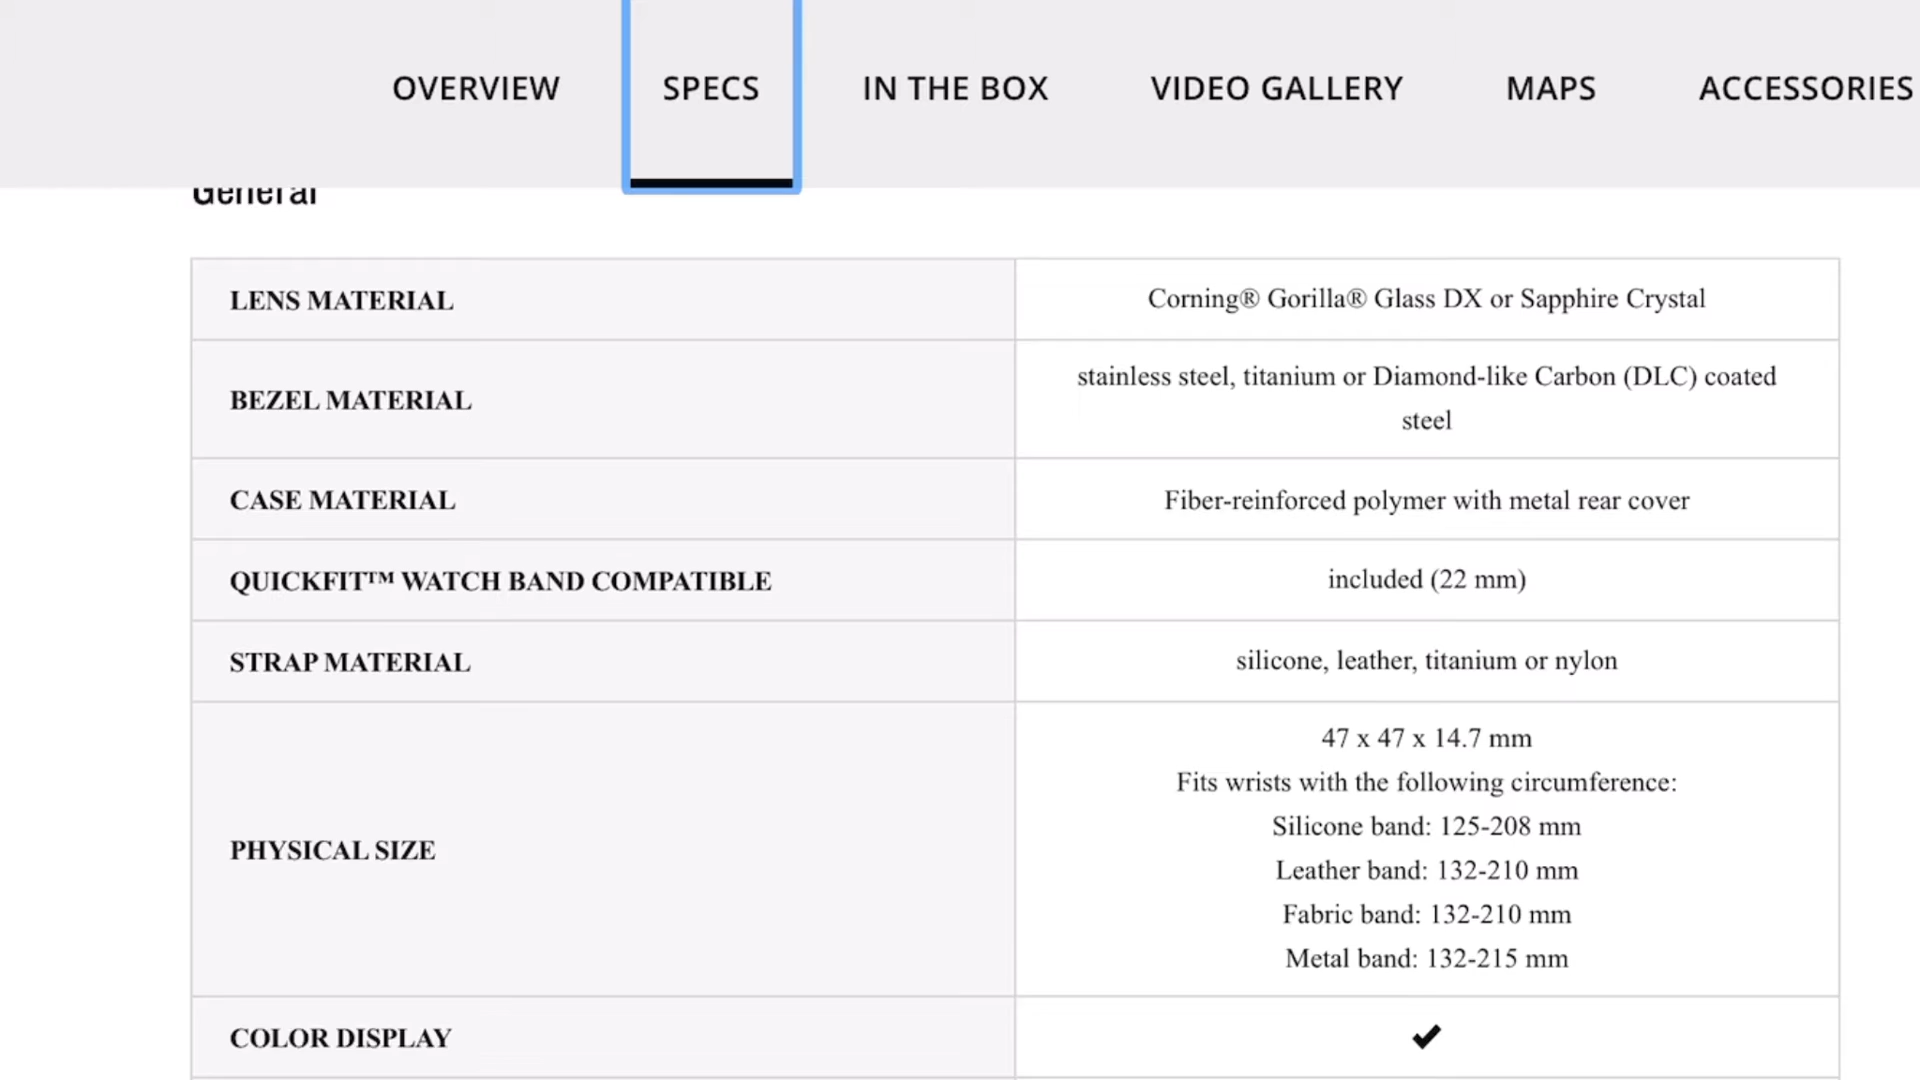 OVERVIEW SPECS IN THE BOX VIDEO GALLERY MAPS ACCESSORIES
General
LENS MATERIAL Corning® Gorilla® Glass DX or Sapphire Crystal
BEZEL MATERIAL stainless steel, titanium or Diamond-like Carbon (DLC) coated
steel
CASE MATERIAL Fiber-reinforced polymer with metal rear cover
QUICKFIT™ WATCH BAND COMPATIBLE included (22 mm)
STRAP MATERIAL silicone, leather, titanium or nylon
PHYSICAL SIZE
47 x 47 x 14.7 mm
Fits wrists with the following circumference:
Silicone band: 125-208 mm
Leather band: 132-210 mm
Fabric band: 132-210 mm
Metal band: 132-215 mm
COLOR DISPLAY ✔